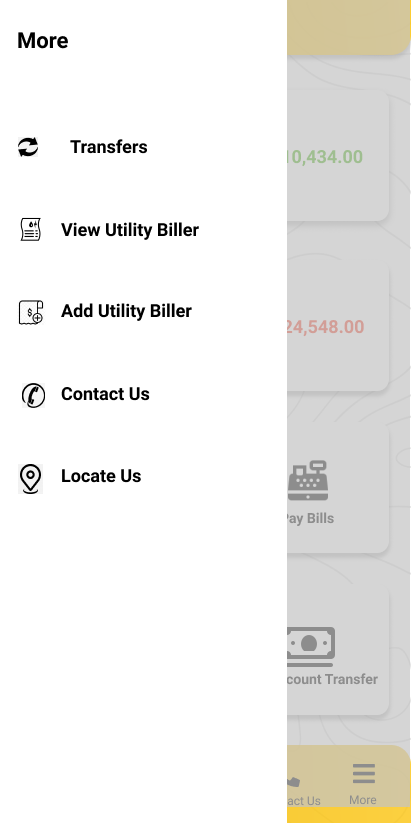 More
Transfers
10,434.00
View Utility Biller
Add Utility Biller
24,548.00
Contact Us
Locate Us
Pay Bills
count Transfer
act Us
More